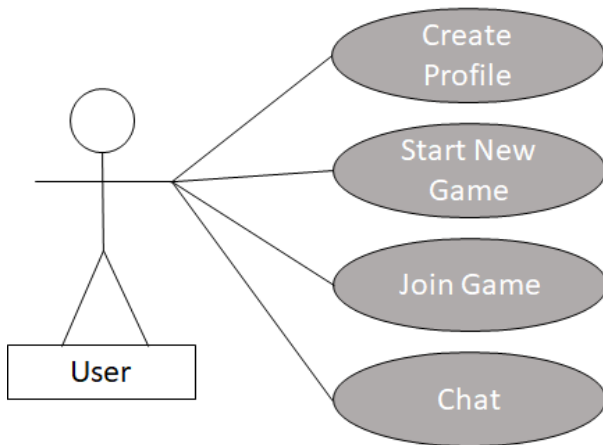 Create
Profile
Start New
Game
Join Game
Chat
User